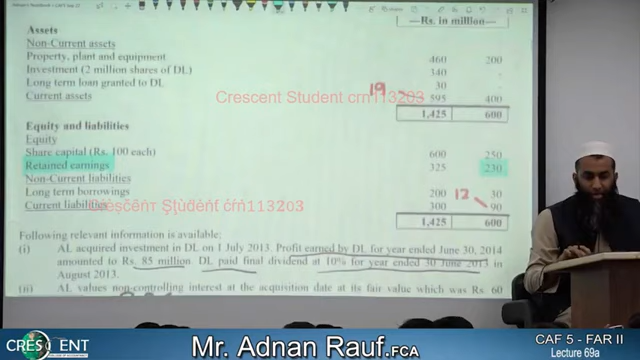 Assets —Rs. in million—
Non-Current assets
Property, plant and equipment 460 200
Investment (2 million shares of DL) 340 -
Long term loan granted to DL 30 -
19
Current assets 595 400
Crescent Student crn113203
1,425 600
Equity and liabilities
Equity
Share capital (Rs. 100 each) 600 250
Retained earnings 325 230
Non-Current liabilities
Long term borrowings 200 12 30
Current liabilities 300 90
Crescent Student crn113203
1,425 600
Following relevant information is available;
(i) AL acquired investment in DL on 1 July 2013. Profit earned by DL for year ended June 30, 2014
amounted to Rs. 85 million. DL paid final dividend at 10% for year ended 30 June 2013 in
August 2013.
(ii) AL values non-controlling interest at the acquisition date at its fair value which was Rs. 60
CRESCENT
Mr. Adnan Rauf.FCA
CAF 5 - FAR II
Lecture 69a